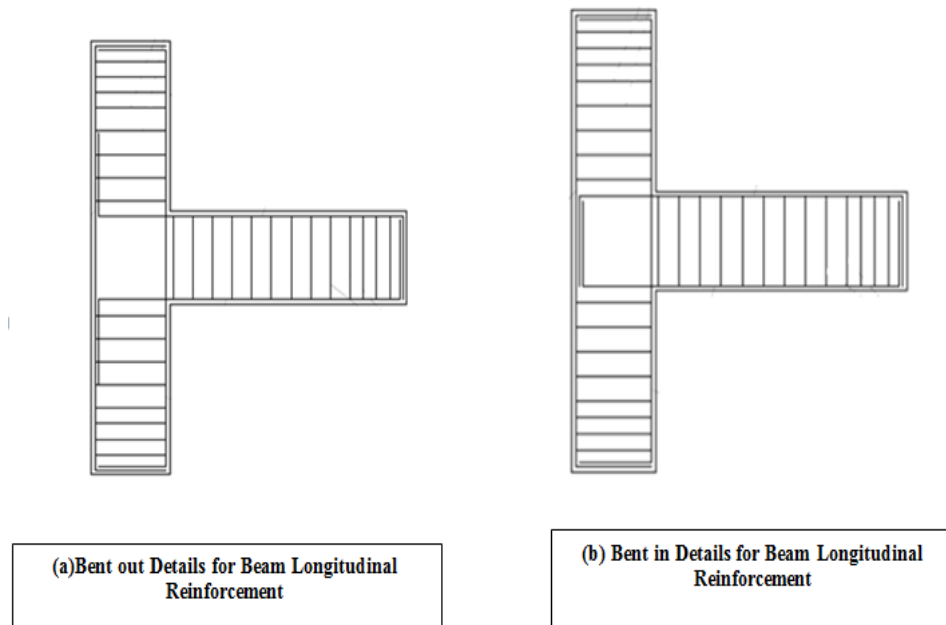 (a)Bent out Details for Beam Longitudinal
Reinforcement
(b) Bent in Details for Beam Longitudinal
Reinforcement